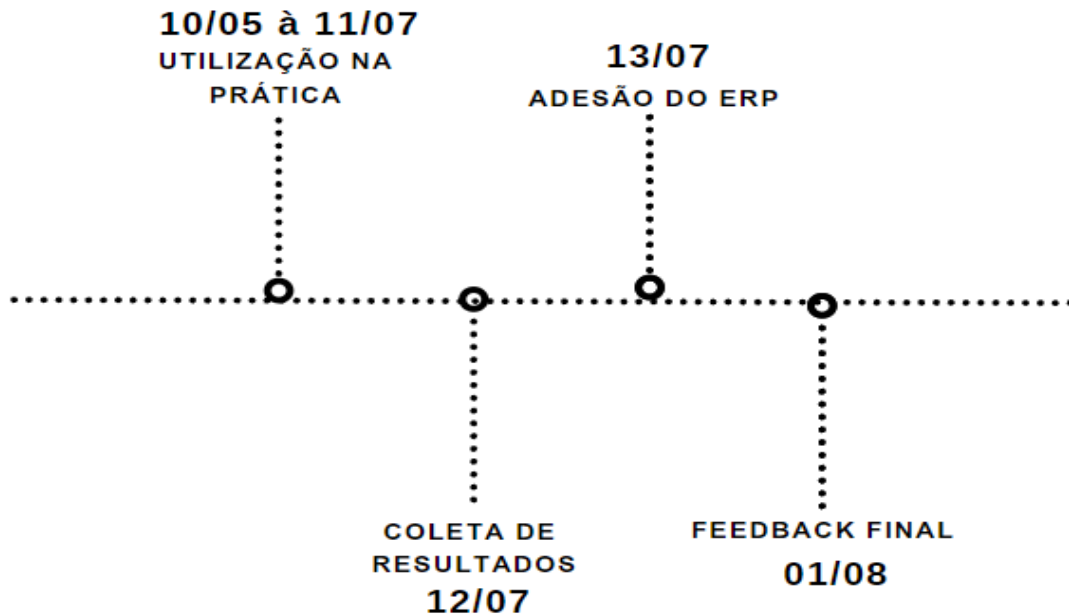 10/05 à 11/07
UTILIZAÇÃO NA
PRÁTICA
COLETA DE
RESULTADOS
12/07
13/07
ADESÃO DO ERP
FEEDBACK FINAL
01/08